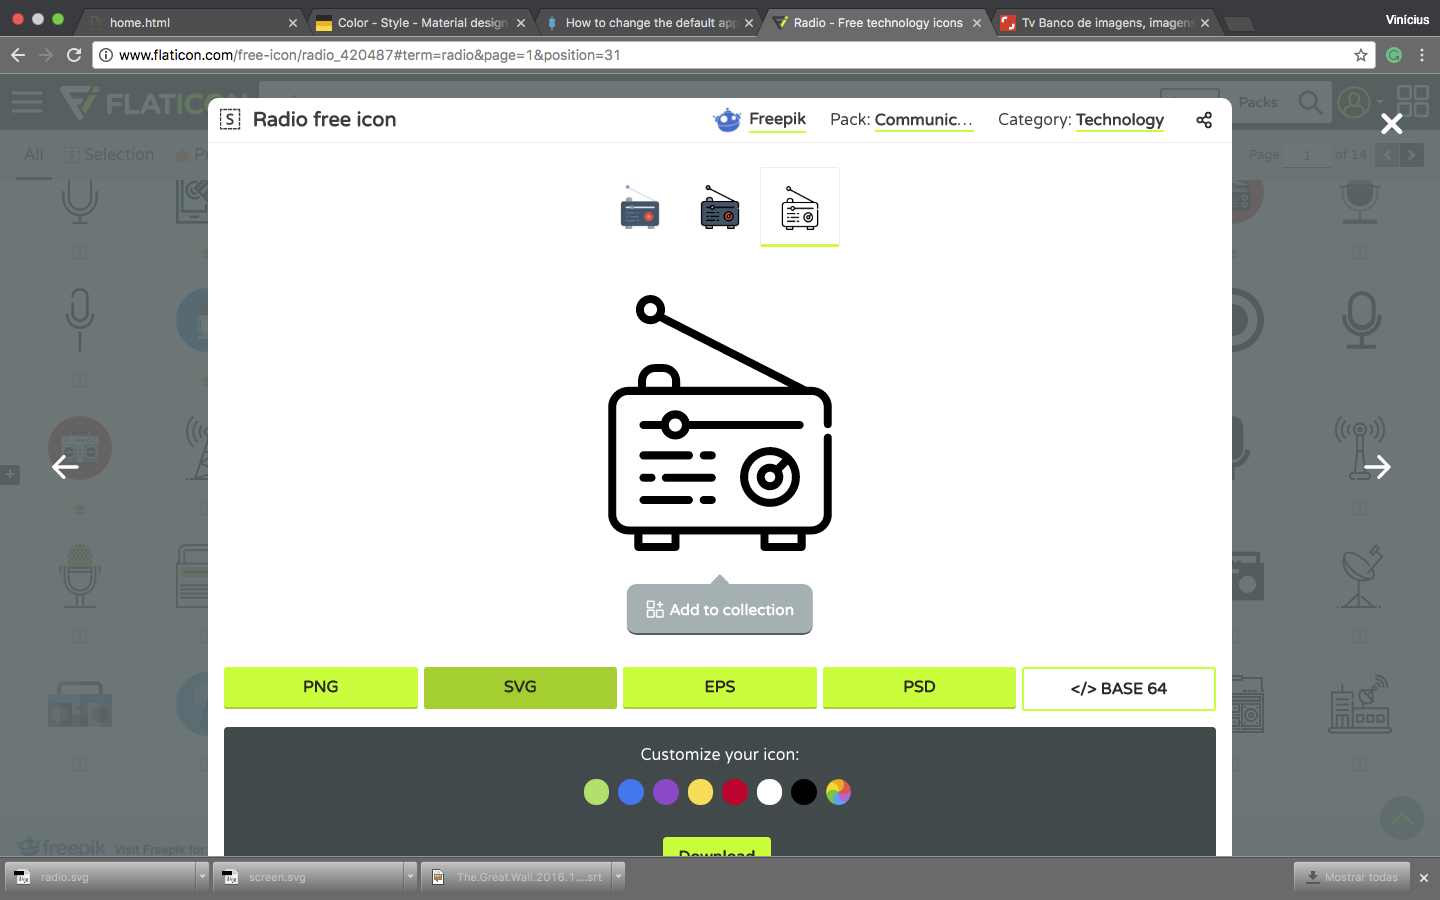 home.html
Color - Style - Material design
How to change the default app
Radio - Free technology icons
Tv Banco de imagens, imagens
Vinícius
www.flaticon.com/free-icon/radio_420487#term=radio&page=1&position=31
FLATICON
Packs
S Radio free icon
Freepik
Pack: Communic...
Category: Technology
All
S Selection
Page 1 of 14
Add to collection
PNG
SVG
EPS
PSD
</> BASE 64
Customize your icon:
Download
freepik Visit Freepik for
radio.svg
screen.svg
The.Great.Wall.2016.1....srt
Mostrar todas